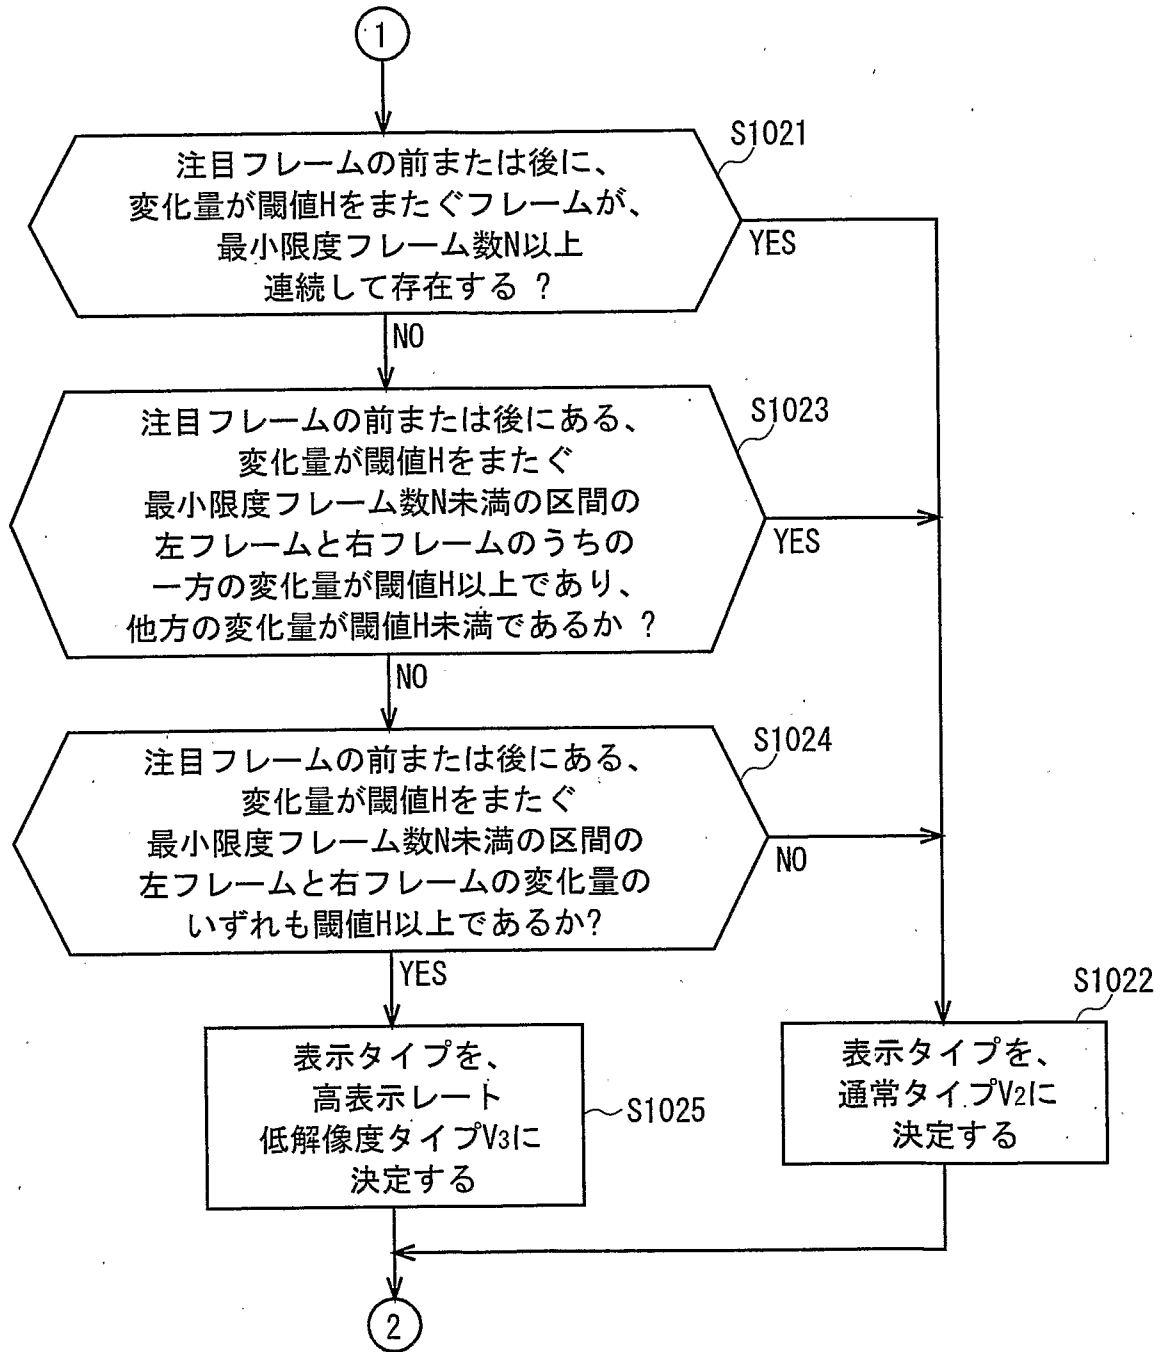 1
S1021
注目フレームの前または後に、
変化量が閾値Hをまたぐフレームが、
最小限度フレーム数N以上
連続して存在する ?
YES
NO
S1023
注目フレームの前または後にある、
変化量が閾値Hをまたぐ
最小限度フレーム数N未満の区間の
左フレームと右フレームのうちの
一方の変化量が閾値H以上であり、
他方の変化量が閾値H未満であるか ?
YES
NO
S1024
注目フレームの前または後にある、
変化量が閾値Hをまたぐ
最小限度フレーム数N未満の区間の
左フレームと右フレームの変化量の
いずれも閾値H以上であるか?
NO
YES
S1022
表示タイプを、
通常タイプV2に
決定する
表示タイプを、
高表示レート
低解像度タイプV3に
決定する
S1025
2